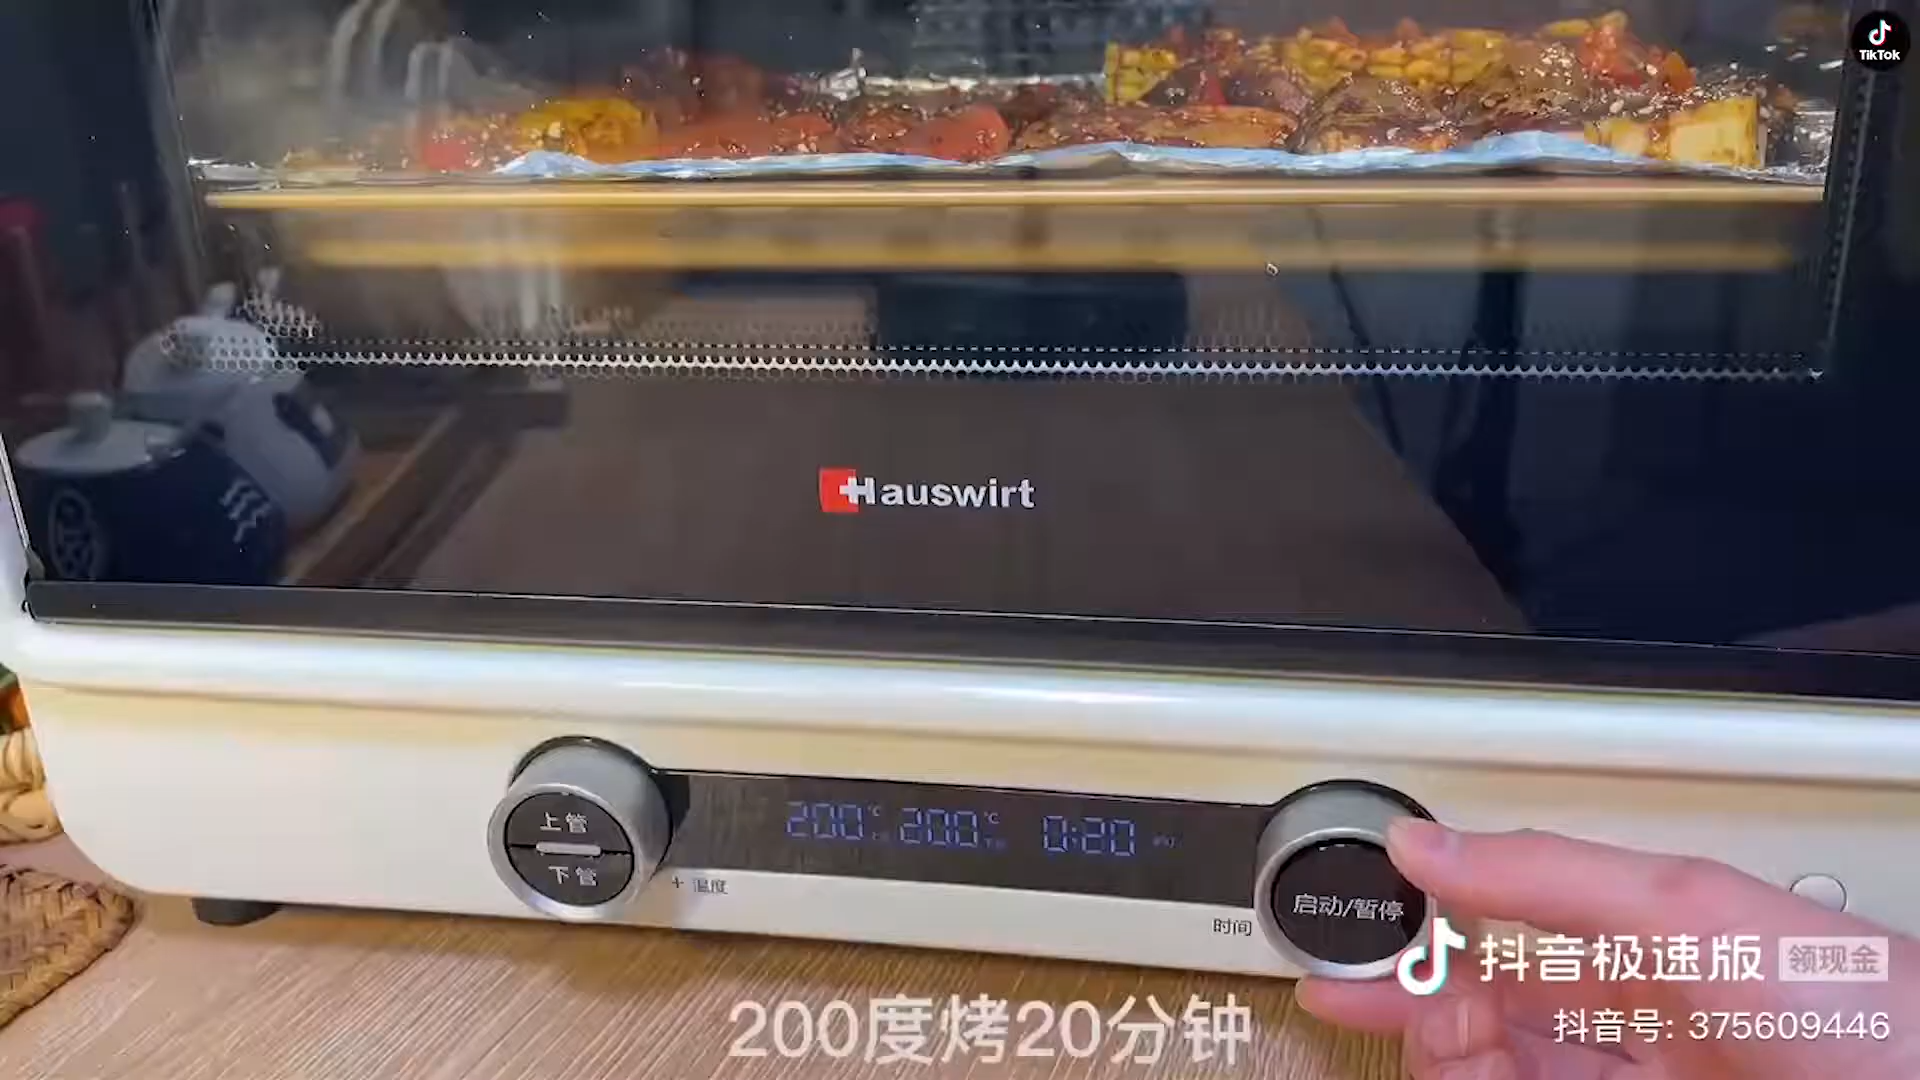 TikTok
Hauswirt
上管
下管
200°C 200°C 0:20
+ 温度
时间
启动/暂停
抖音极速版 领现金
抖音号: 375609446
200度烤20分钟